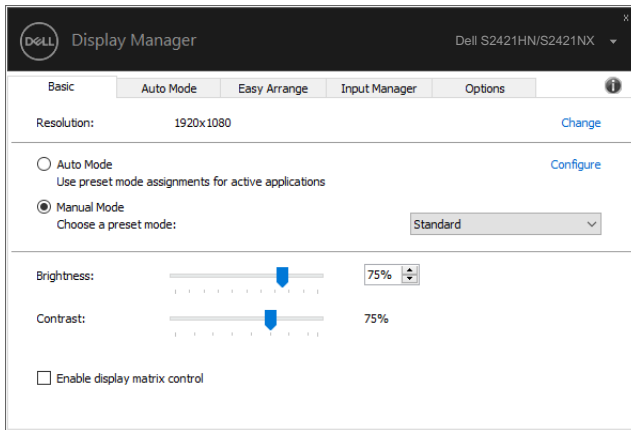 x
DELL Display Manager Dell S2421HN/S2421NX
Basic Auto Mode Easy Arrange Input Manager Options i
Resolution: 1920x1080 Change
Auto Mode Configure
Use preset mode assignments for active applications
Manual Mode
Choose a preset mode: Standard
Brightness: 75%
Contrast: 75%
Enable display matrix control